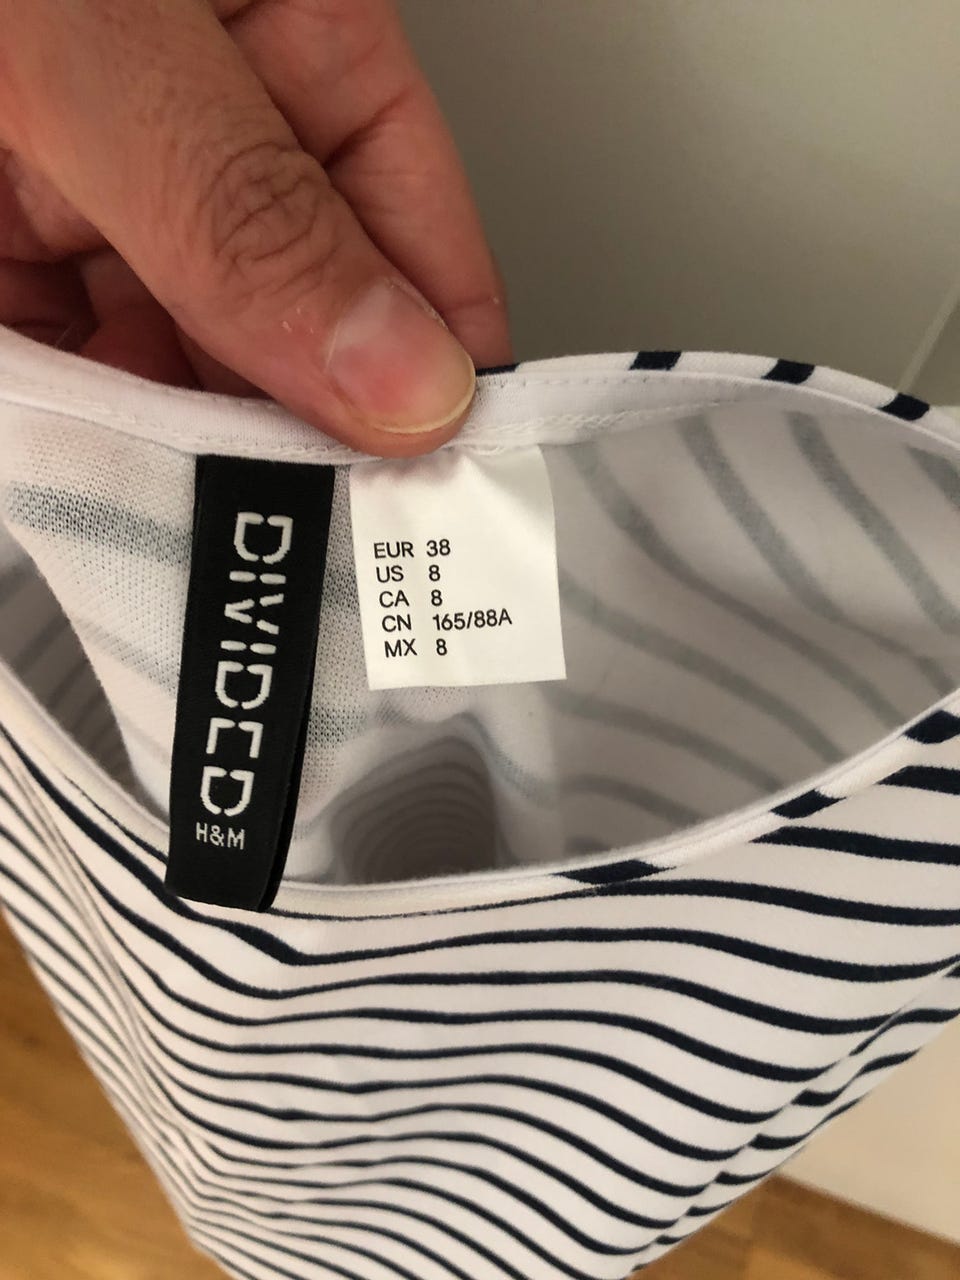 DIVIDED
H&M
EUR 38
US 8
CA 8
CN 165/88A
MX 8